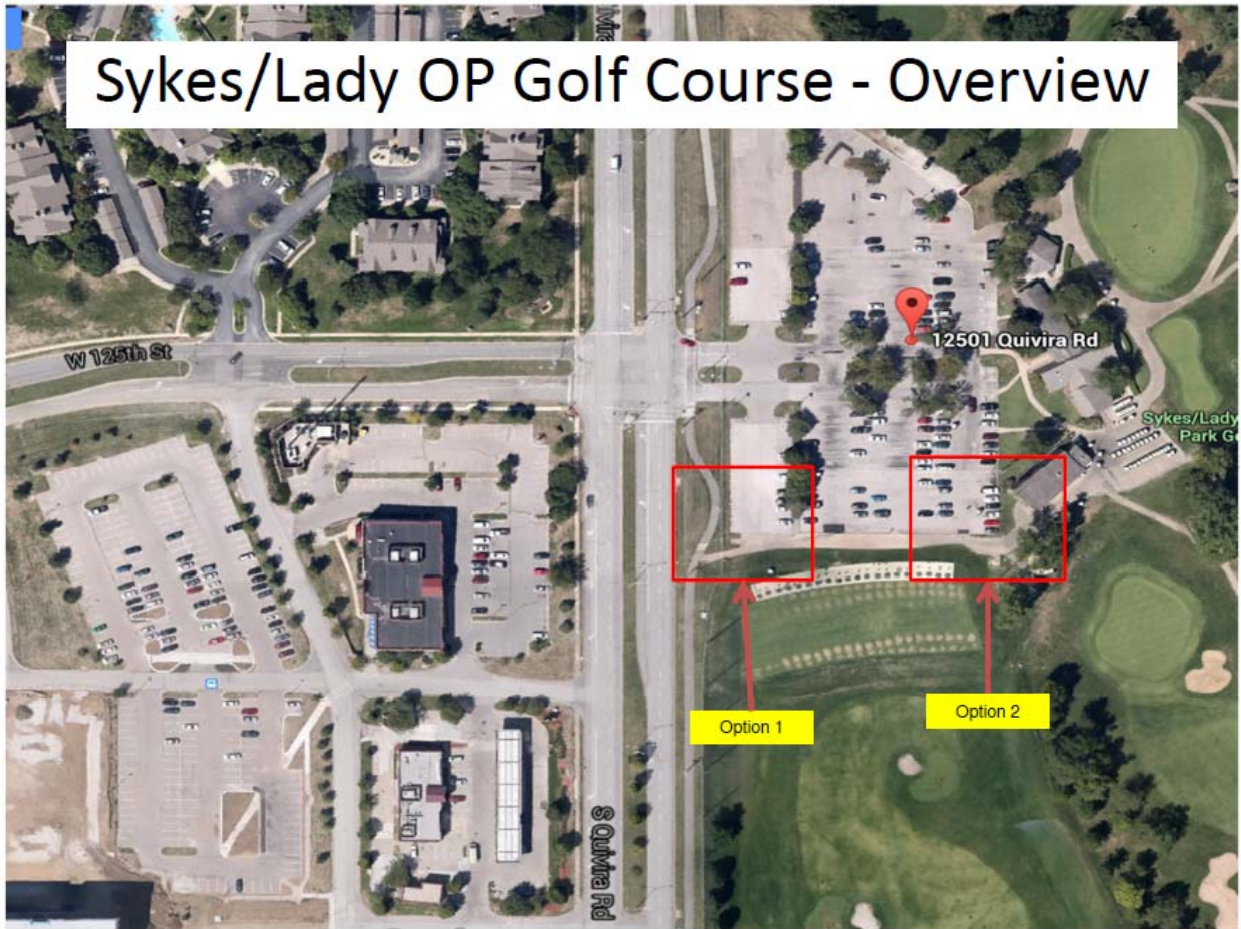 Sykes/Lady OP Golf Course - Overview
W 125th St
12501 Quivira Rd
Sykes/Lady
Park
Option 1
Option 2
S Quivira Rd